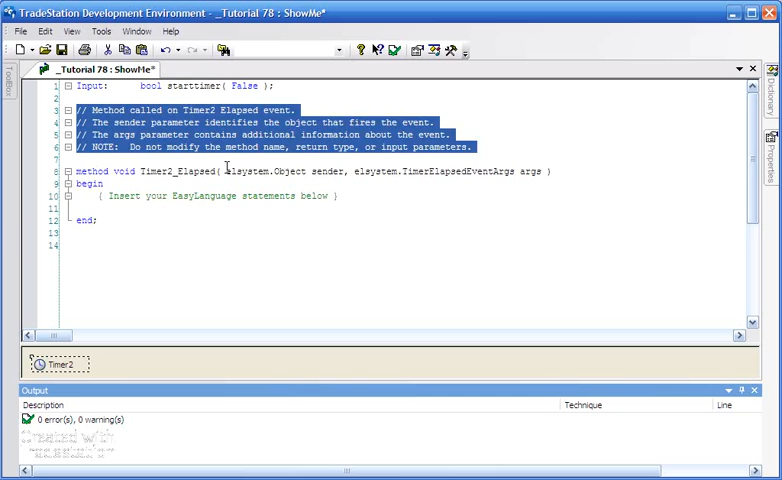 TradeStation Development Environment - _Tutorial 78 : ShowMe*
File Edit View Tools Window Help
_Tutorial 78 : ShowMe*
ToolBox
Dictionary
Properties
1 Input: bool starttimer( False );
2
3 // Method called on Timer2 Elapsed event.
4 // The sender parameter identifies the object that fires the event.
5 // The args parameter contains additional information about the event.
6 // NOTE: Do not modify the method name, return type, or input parameters.
7
8 method void Timer2_Elapsed( elsystem.Object sender, elsystem.TimerElapsedEventArgs args )
9 begin
10 { Insert your EasyLanguage statements below }
11
12 end;
13
14
Timer2
Output
Description Technique Line
0 error(s), 0 warning(s)
Created with